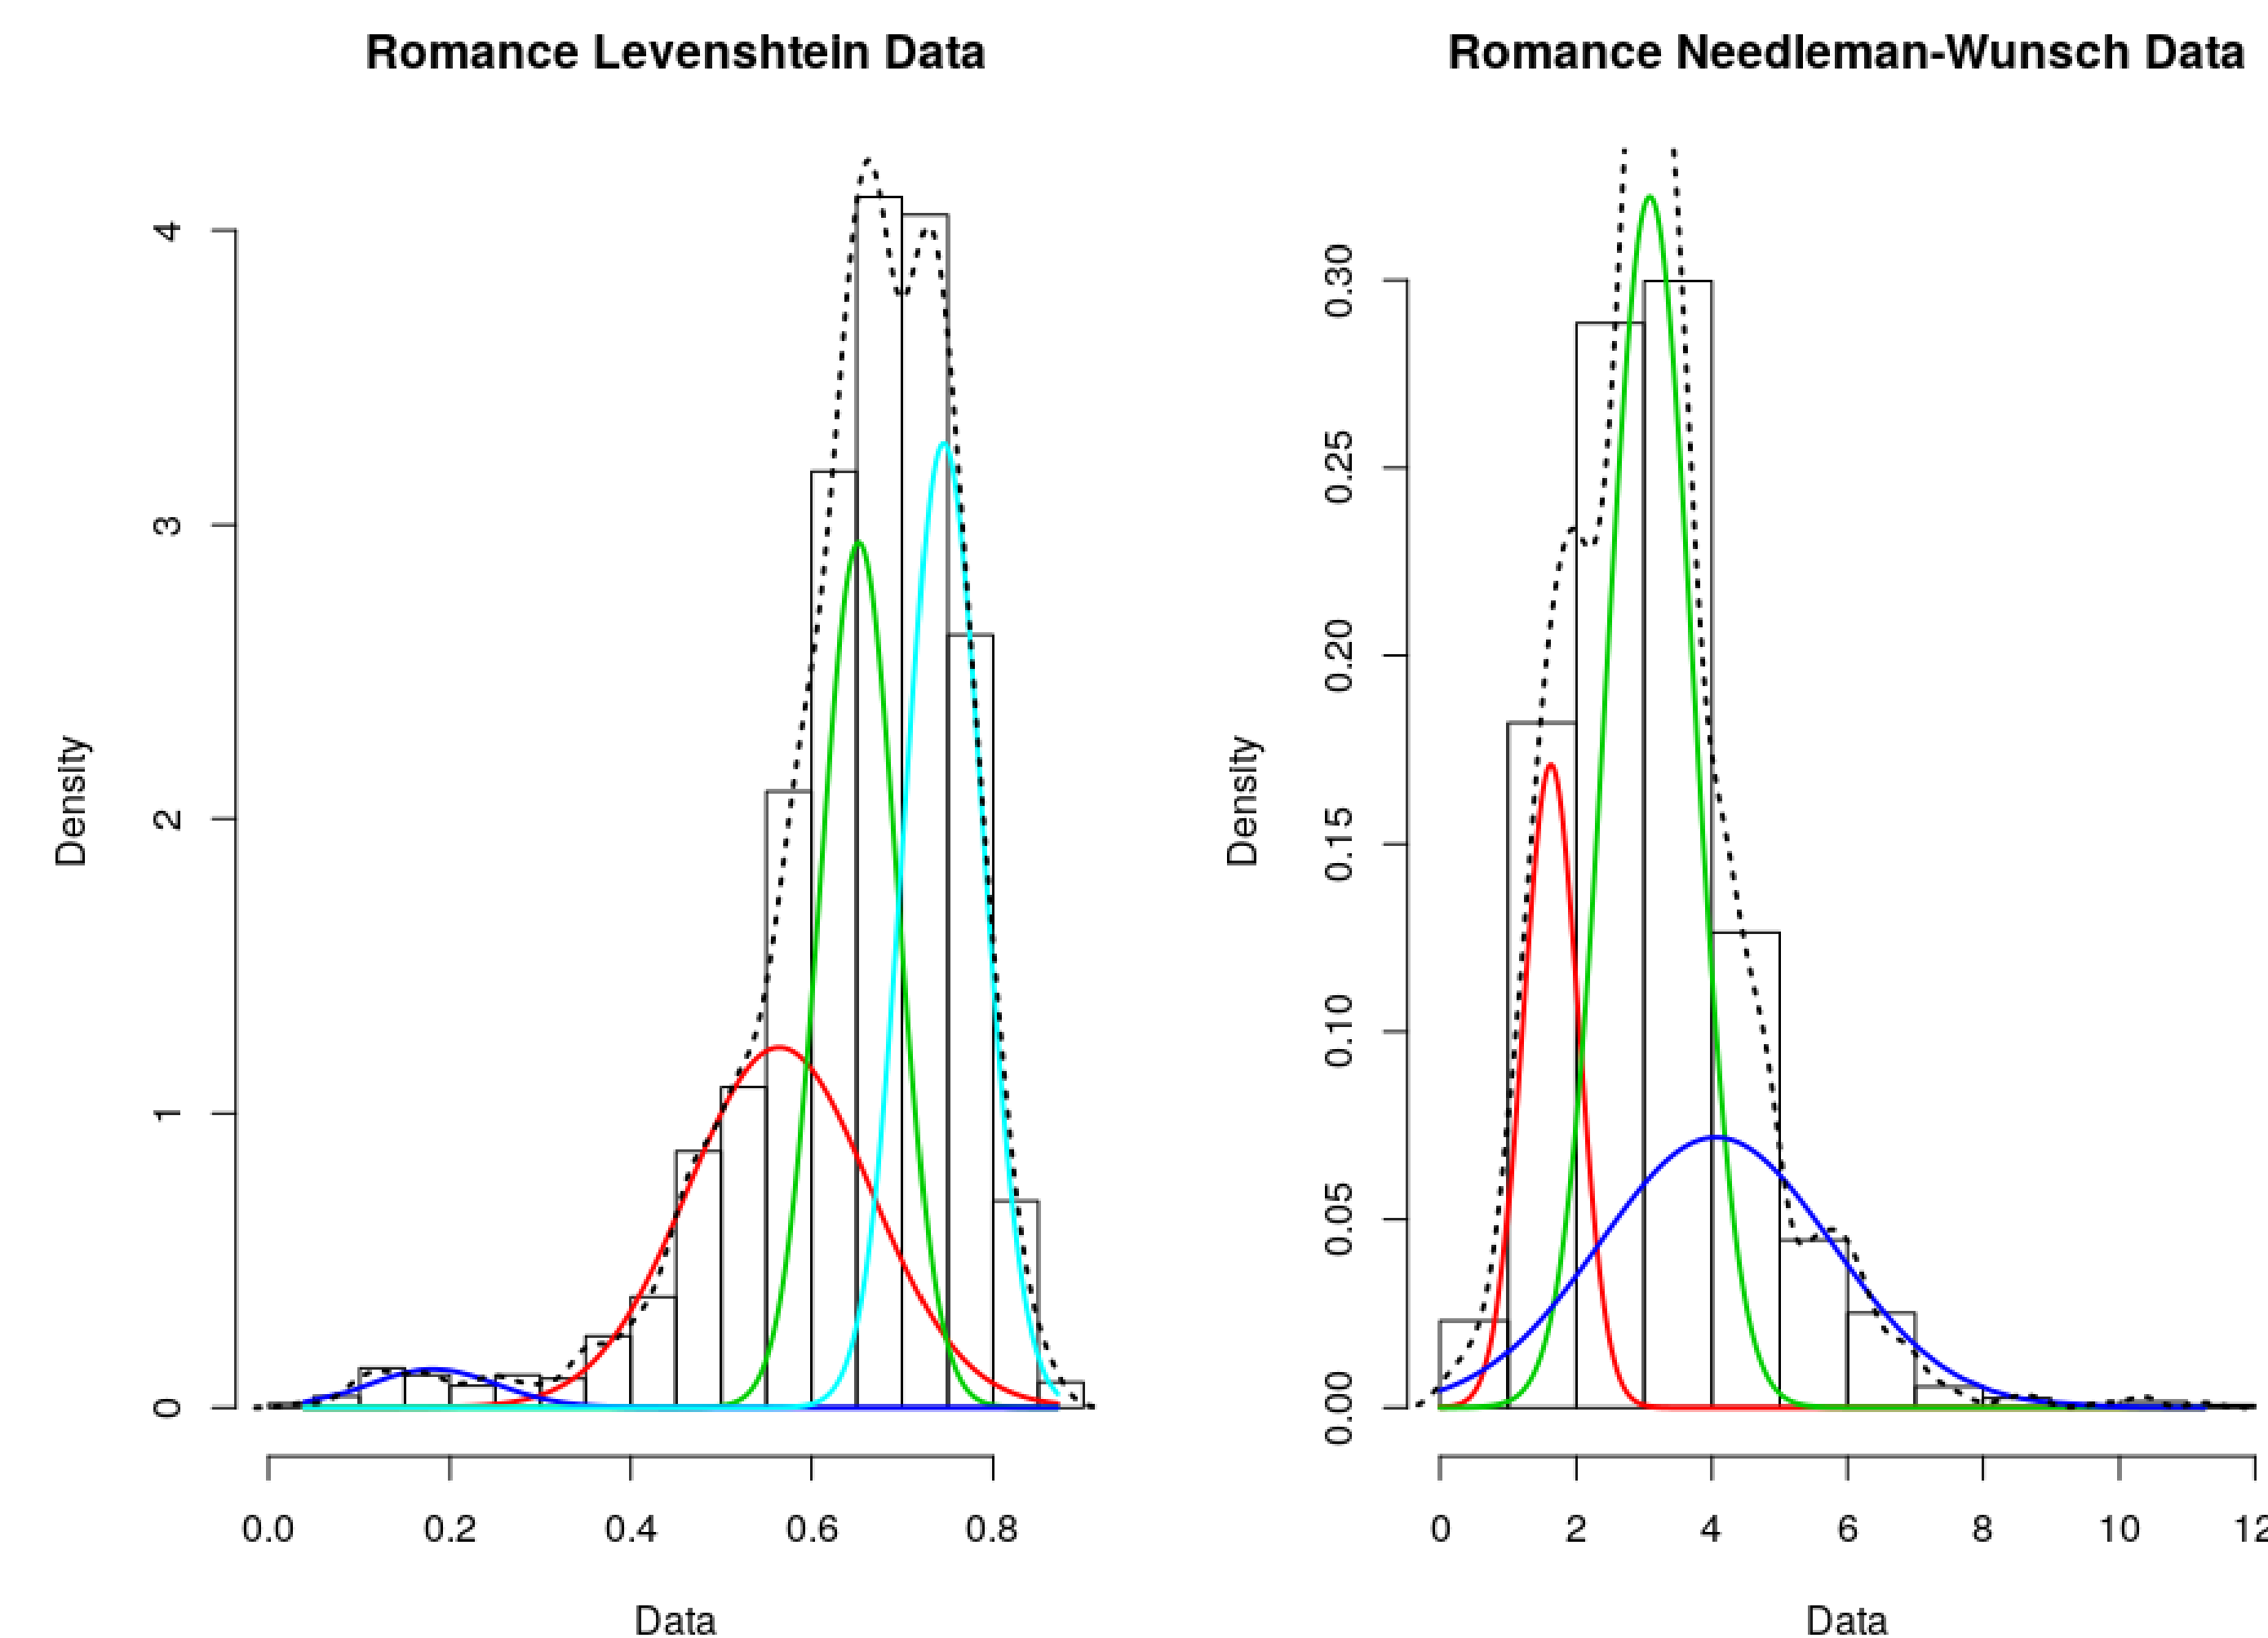 Romance Levenshtein Data
Density
4
3
2
1
0
0.0 0.2 0.4 0.6 0.8
Data
Romance Needleman-Wunsch Data
Density
0.30
0.25
0.20
0.15
0.10
0.05
0.00
0 2 4 6 8 10 12
Data